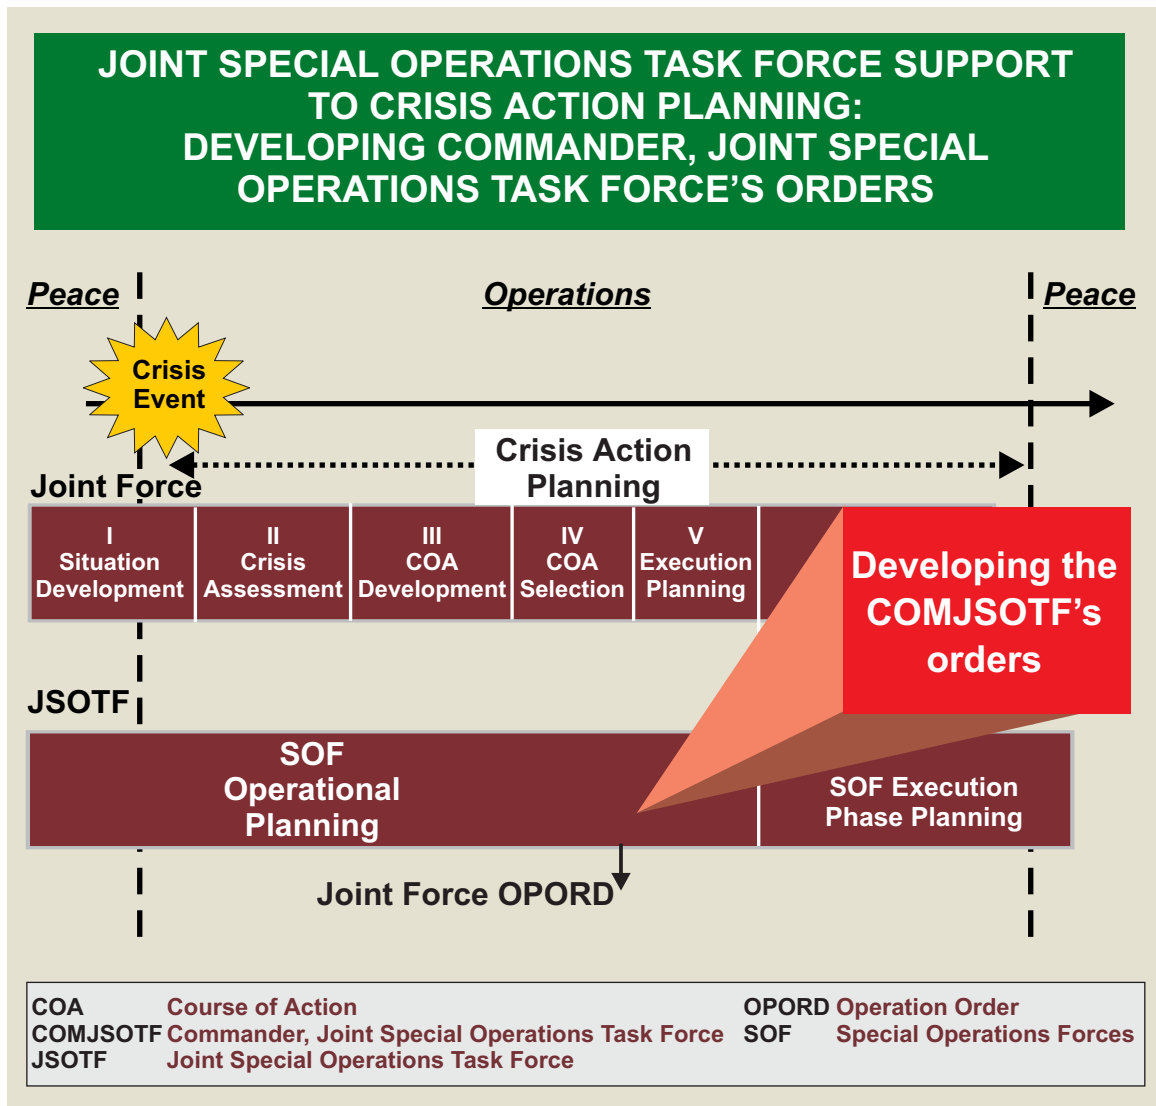 JOINT SPECIAL OPERATIONS TASK FORCE SUPPORT
TO CRISIS ACTION PLANNING:
DEVELOPING COMMANDER, JOINT SPECIAL
OPERATIONS TASK FORCE’S ORDERS
Peace
Operations
Peace
Crisis
Event
Crisis Action
Planning
Joint Force
I
Situation
Development
II
Crisis
Assessment
III
COA
Development
IV
COA
Selection
V
Execution
Planning
Developing the
COMJSOTF’s
orders
JSOTF
SOF
Operational
Planning
SOF Execution
Phase Planning
Joint Force OPORD
COA Course of Action
COMJSOTF Commander, Joint Special Operations Task Force
JSOTF Joint Special Operations Task Force
OPORD Operation Order
SOF Special Operations Forces